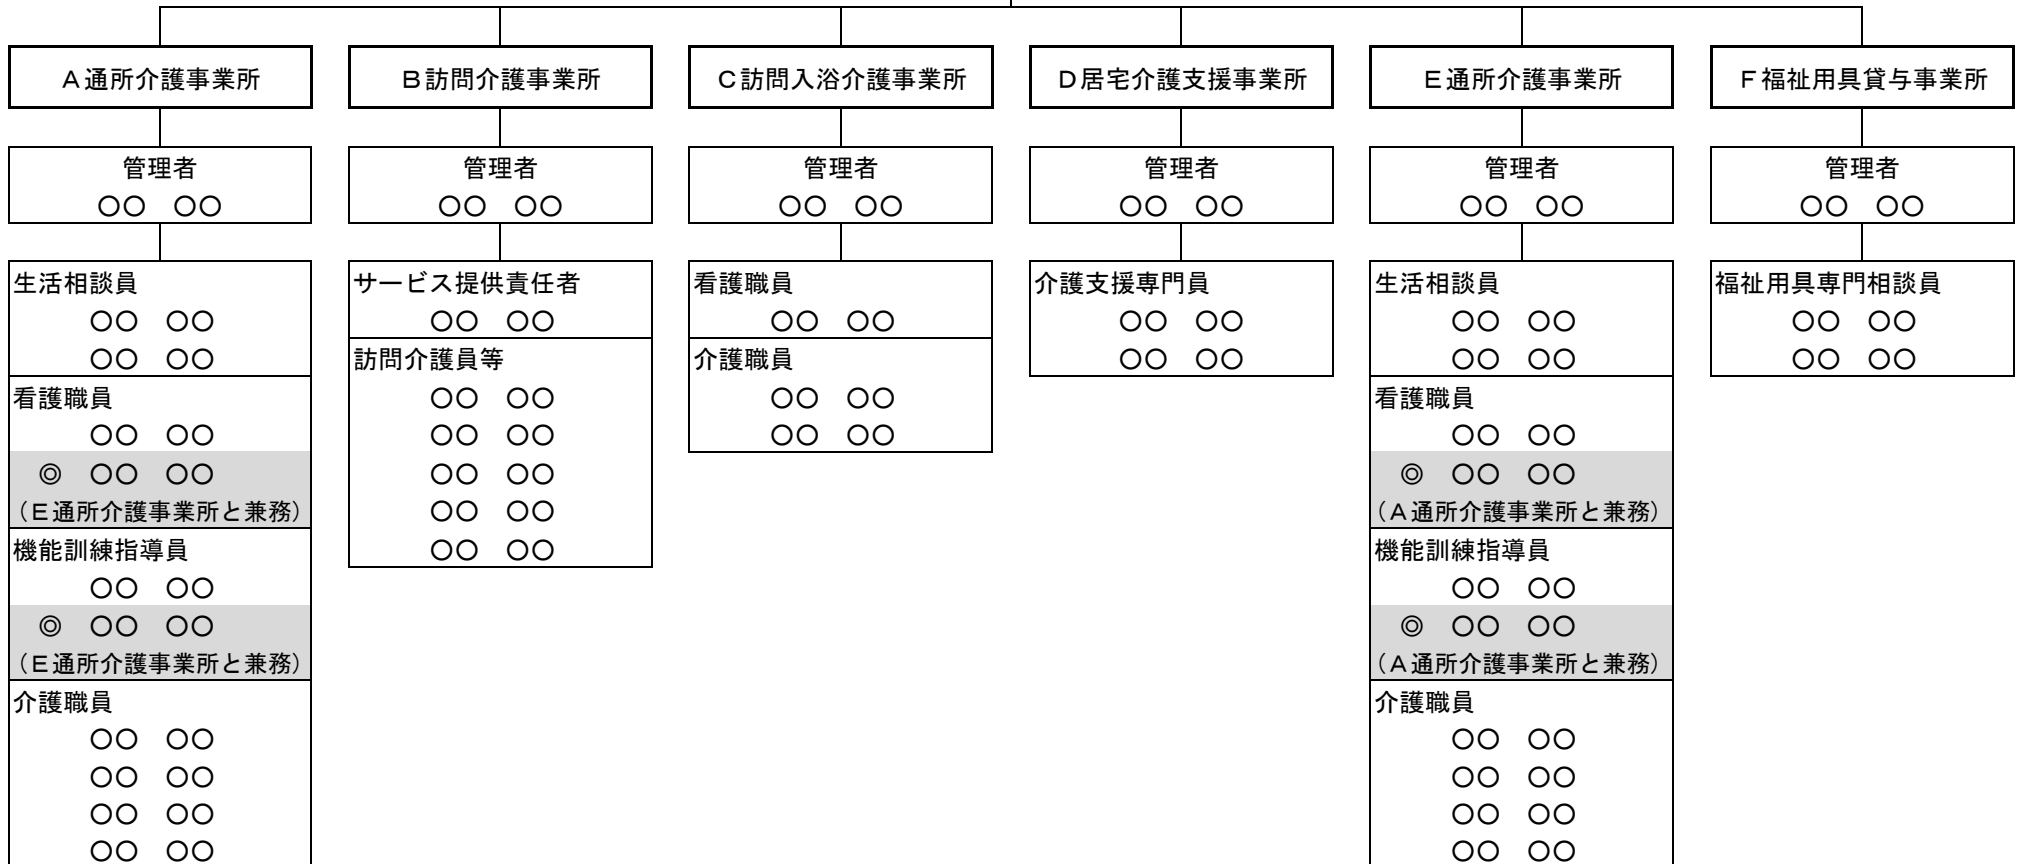 A通所介護事業所
管理者
○○ ○○
生活相談員
○○ ○○
○○ ○○
看護職員
○○ ○○
◎ ○○ ○○
(E通所介護事業所と兼務)
機能訓練指導員
○○ ○○
◎ ○○ ○○
(E通所介護事業所と兼務)
介護職員
○○ ○○
○○ ○○
○○ ○○
○○ ○○
B訪問介護事業所
管理者
○○ ○○
サービス提供責任者
○○ ○○
訪問介護員等
○○ ○○
○○ ○○
○○ ○○
○○ ○○
○○ ○○
C訪問入浴介護事業所
管理者
○○ ○○
看護職員
○○ ○○
介護職員
○○ ○○
○○ ○○
D居宅介護支援事業所
管理者
○○ ○○
介護支援専門員
○○ ○○
○○ ○○
E通所介護事業所
管理者
○○ ○○
生活相談員
○○ ○○
○○ ○○
看護職員
○○ ○○
◎ ○○ ○○
(A通所介護事業所と兼務)
機能訓練指導員
○○ ○○
◎ ○○ ○○
(A通所介護事業所と兼務)
介護職員
○○ ○○
○○ ○○
○○ ○○
○○ ○○
F福祉用具貸与事業所
管理者
○○ ○○
福祉用具専門相談員
○○ ○○
○○ ○○